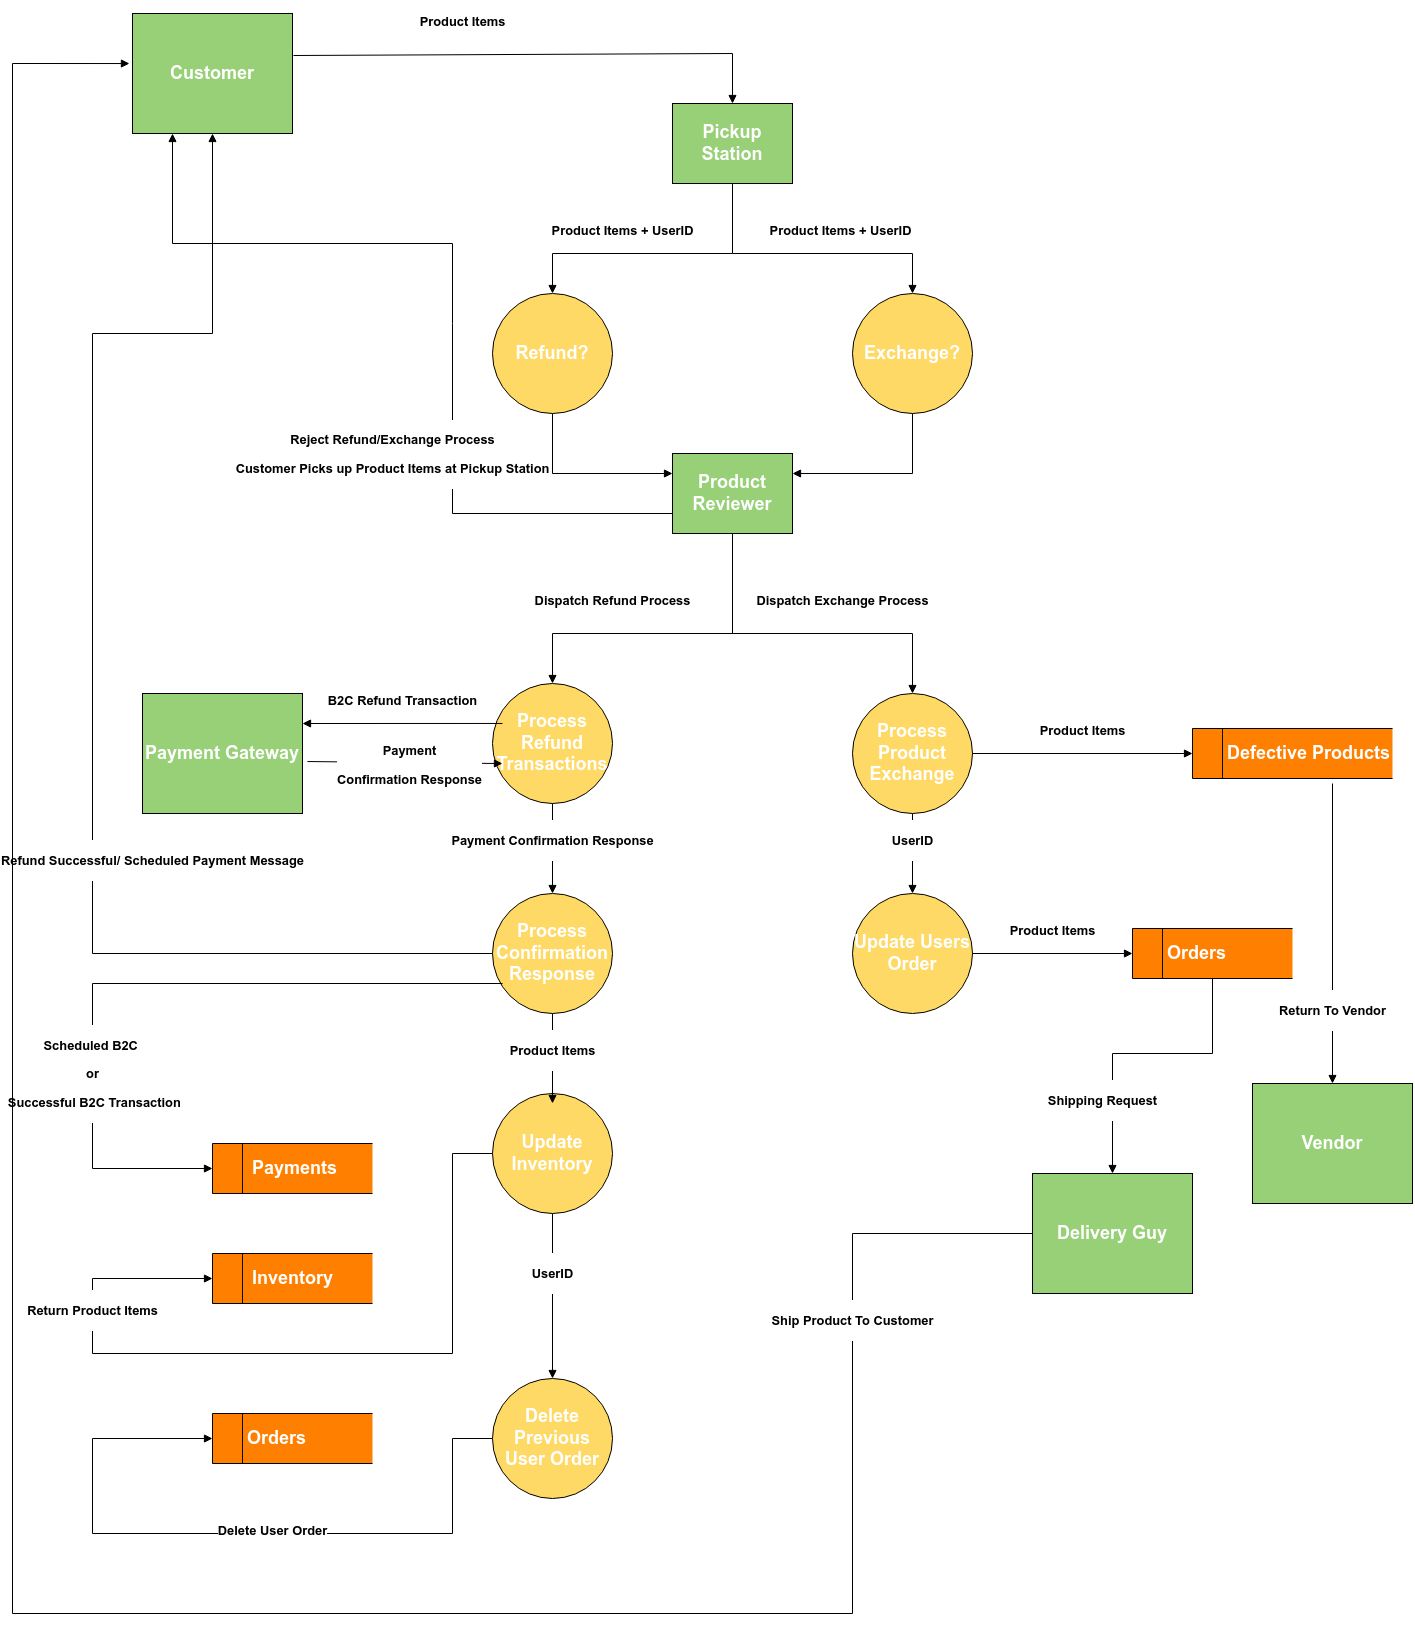 Product Items
Customer
Pickup
Station
Product Items + UserID
Product Items + UserID
Refund?
Exchange?
Reject Refund/Exchange Process
Customer Picks up Product Items at Pickup Station
Product
Reviewer
Dispatch Refund Process
Dispatch Exchange Process
B2C Refund Transaction
Payment Gateway
Payment
Confirmation Response
Process
Refund
Transactions
Process
Product
Exchange
Product Items
Defective Products
Payment Confirmation Response
UserID
Refund Successful/ Scheduled Payment Message
Process
Confirmation
Response
Update Users
Order
Product Items
Orders
Return To Vendor
Scheduled B2C
or
Successful B2C Transaction
Product Items
Shipping Request
Update
Inventory
Vendor
Payments
Delivery Guy
Inventory
UserID
Return Product Items
Ship Product To Customer
Orders
Delete
Previous
User Order
Delete User Order